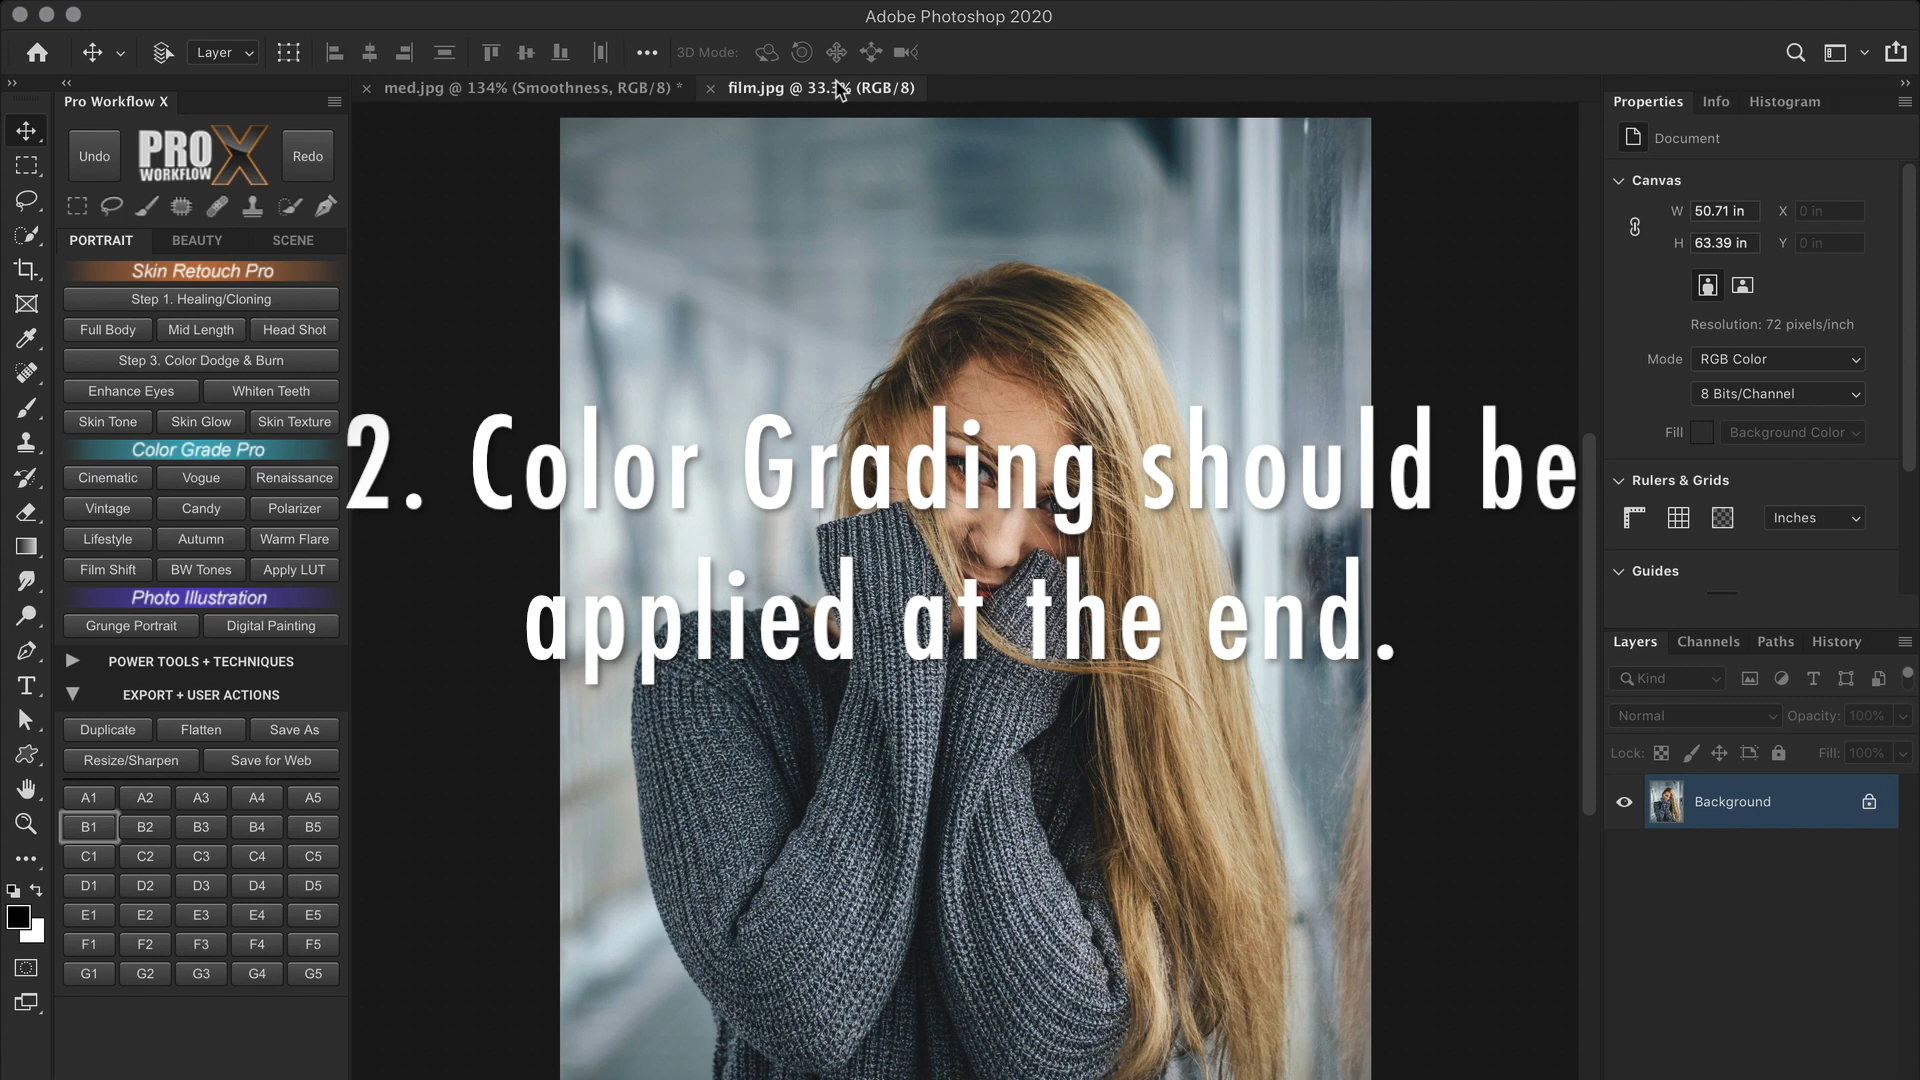 Adobe Photoshop 2020
Layer
3D Mode:
Pro Workflow X
× med.jpg @ 134% (Smoothness, RGB/8) *
× film.jpg @ 33.3% (RGB/8)
Undo
PRO WORKFLOW X
Redo
PORTRAIT BEAUTY SCENE
Skin Retouch Pro
Step 1. Healing/Cloning
Full Body Mid Length Head Shot
Step 3. Color Dodge & Burn
Enhance Eyes Whiten Teeth
Skin Tone Skin Glow Skin Texture
Color Grade Pro
Cinematic Vogue Renaissance
Vintage Candy Polarizer
Lifestyle Autumn Warm Flare
Film Shift BW Tones Apply LUT
Photo Illustration
Grunge Portrait Digital Painting
POWER TOOLS + TECHNIQUES
EXPORT + USER ACTIONS
Duplicate Flatten Save As
Resize/Sharpen Save for Web
A1 A2 A3 A4 A5
B1 B2 B3 B4 B5
C1 C2 C3 C4 C5
D1 D2 D3 D4 D5
E1 E2 E3 E4 E5
F1 F2 F3 F4 F5
G1 G2 G3 G4 G5
2. Color Grading should be
applied at the end.
Properties Info Histogram
Document
Canvas
W 50.71 in X 0 in
H 63.39 in Y 0 in
Resolution: 72 pixels/inch
Mode RGB Color
8 Bits/Channel
Fill Background Color
Rulers & Grids
Inches
Guides
Layers Channels Paths History
Kind
Normal Opacity: 100%
Lock: Fill: 100%
Background